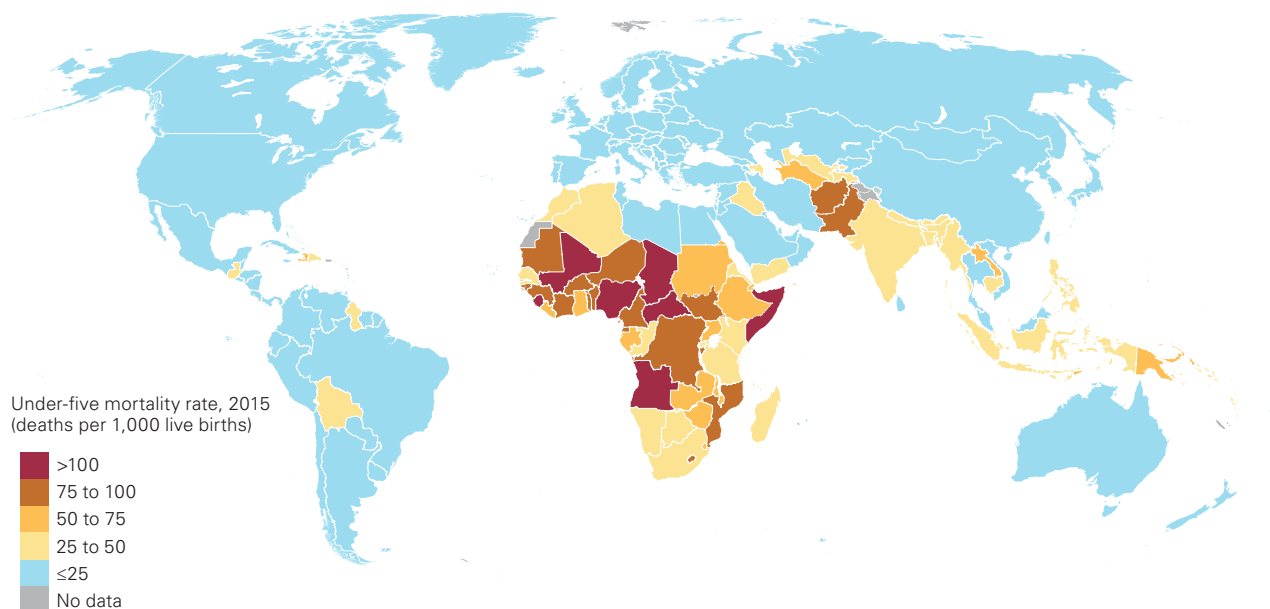 Under-five mortality rate, 2015
(deaths per 1,000 live births)
>100
75 to 100
50 to 75
25 to 50
≤25
No data